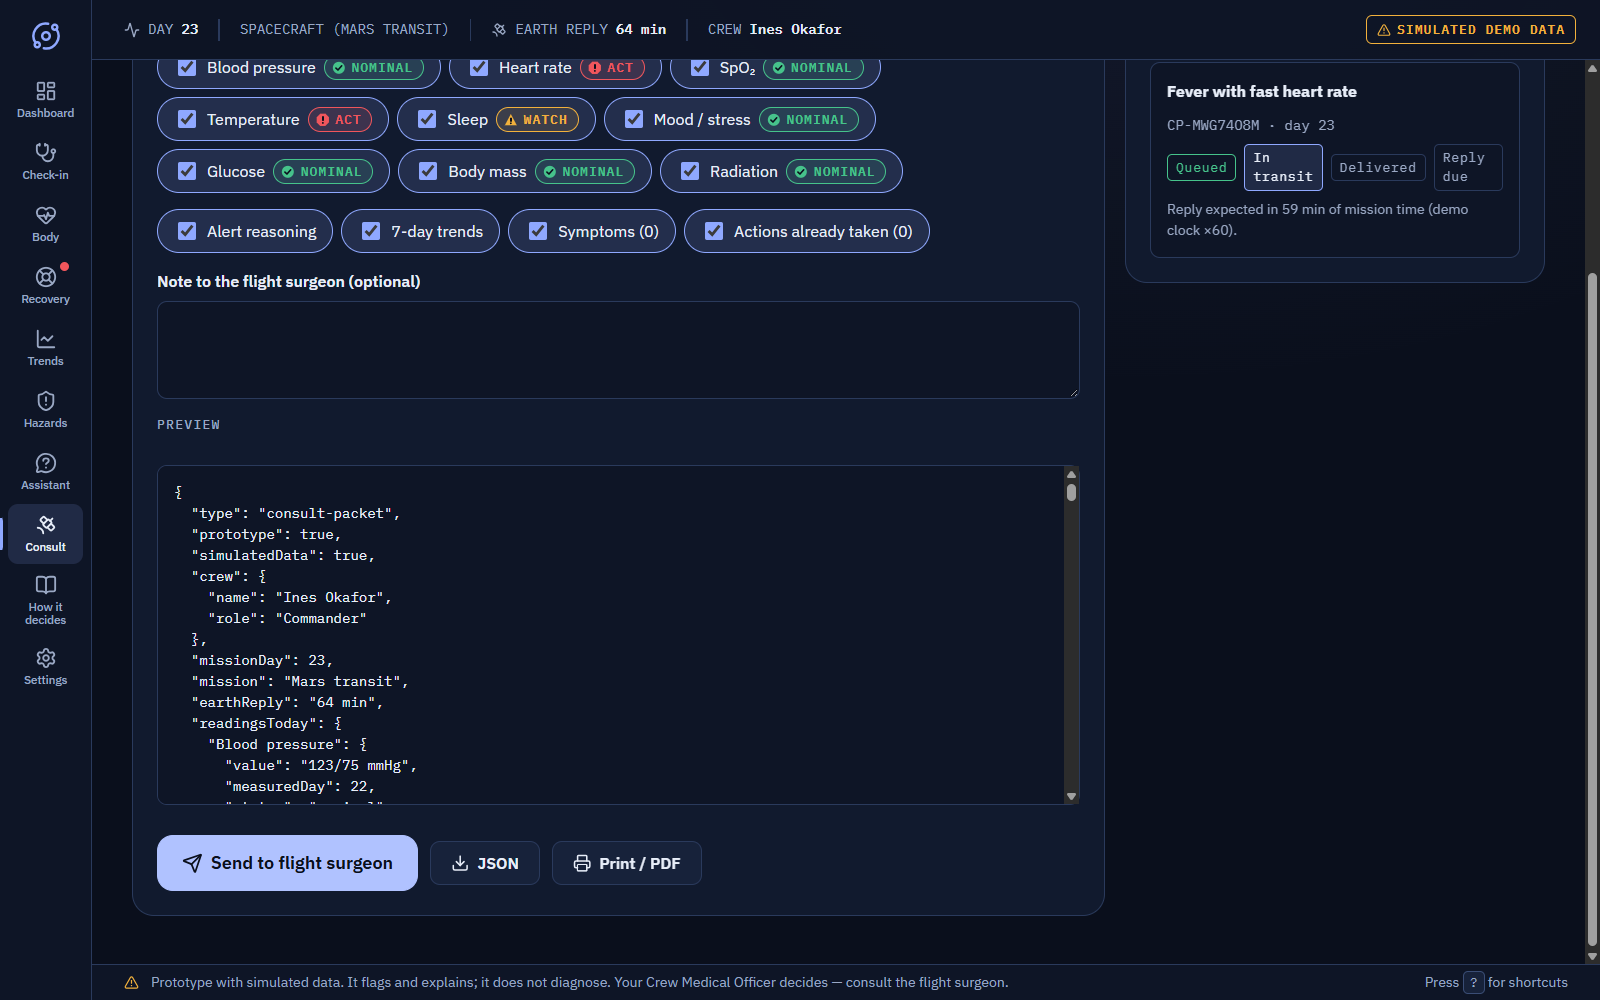 DAY 23
SPACECRAFT (MARS TRANSIT)
EARTH REPLY 64 min
CREW Ines Okafor
SIMULATED DEMO DATA
Dashboard
Check-in
Body
Recovery
Trends
Hazards
Assistant
Consult
How it
decides
Settings
Blood pressure NOMINAL
Heart rate ACT
SpO₂ NOMINAL
Temperature ACT
Sleep WATCH
Mood / stress NOMINAL
Glucose NOMINAL
Body mass NOMINAL
Radiation NOMINAL
Alert reasoning
7-day trends
Symptoms (0)
Actions already taken (0)
Note to the flight surgeon (optional)
PREVIEW
{
"type": "consult-packet",
"prototype": true,
"simulatedData": true,
"crew": {
"name": "Ines Okafor",
"role": "Commander"
},
"missionDay": 23,
"mission": "Mars transit",
"earthReply": "64 min",
"readingsToday": {
"Blood pressure": {
"value": "123/75 mmHg",
"measuredDay": 22,
Send to flight surgeon
JSON
Print / PDF
Fever with fast heart rate
CP-MWG7408M · day 23
Queued
In
transit
Delivered
Reply
due
Reply expected in 59 min of mission time (demo
clock ×60).
Prototype with simulated data. It flags and explains; it does not diagnose. Your Crew Medical Officer decides — consult the flight surgeon.
Press ? for shortcuts